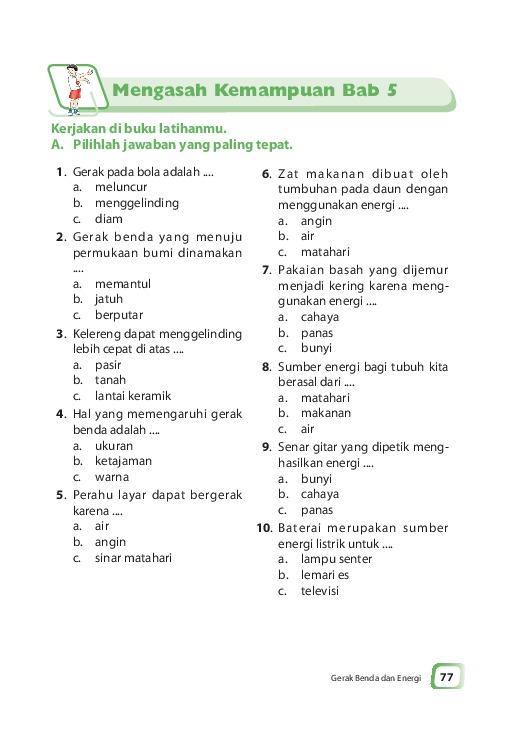 Mengasah Kemampuan Bab 5
Kerjakan di buku latihanmu.
A. Pilihlah jawaban yang paling tepat.
1. Gerak pada bola adalah ....
a. meluncur
b. menggelinding
c. diam
2. Gerak benda yang menuju
permukaan bumi dinamakan
....
a. memantul
b. jatuh
c. berputar
3. Kelereng dapat menggelinding
lebih cepat di atas ....
a. pasir
b. tanah
c. lantai keramik
4. Hal yang memengaruhi gerak
benda adalah ....
a. ukuran
b. ketajaman
c. warna
5. Perahu layar dapat bergerak
karena ....
a. air
b. angin
c. sinar matahari
6. Zat makanan dibuat oleh
tumbuhan pada daun dengan
menggunakan energi ....
a. angin
b. air
c. matahari
7. Pakaian basah yang dijemur
menjadi kering karena meng-
gunakan energi ....
a. cahaya
b. panas
c. bunyi
8. Sumber energi bagi tubuh kita
berasal dari ....
a. matahari
b. makanan
c. air
9. Senar gitar yang dipetik meng-
hasilkan energi ....
a. bunyi
b. cahaya
c. panas
10. Baterai merupakan sumber
energi listrik untuk ....
a. lampu senter
b. lemari es
c. televisi
Gerak Benda dan Energi 77